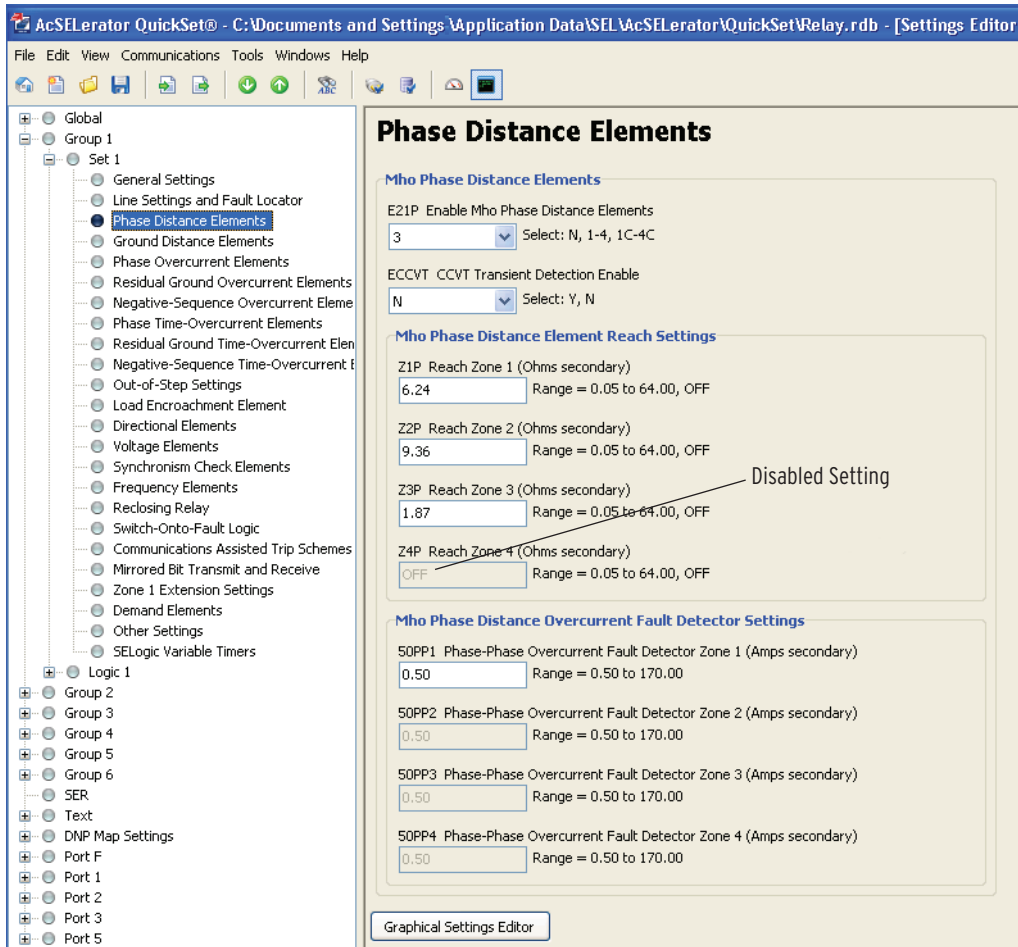 AcSELerator QuickSet® - C:\Documents and Settings \Application Data\SEL\AcSELerator\QuickSet\Relay.rdb - [Settings Editor
File Edit View Communications Tools Windows Help
ABC
Global
Group 1
Set 1
General Settings
Line Settings and Fault Locator
Phase Distance Elements
Ground Distance Elements
Phase Overcurrent Elements
Residual Ground Overcurrent Elements
Negative-Sequence Overcurrent Eleme
Phase Time-Overcurrent Elements
Residual Ground Time-Overcurrent Elen
Negative-Sequence Time-Overcurrent E
Out-of-Step Settings
Load Encroachment Element
Directional Elements
Voltage Elements
Synchronism Check Elements
Frequency Elements
Reclosing Relay
Switch-Onto-Fault Logic
Communications Assisted Trip Schemes
Mirrored Bit Transmit and Receive
Zone 1 Extension Settings
Demand Elements
Other Settings
SELogic Variable Timers
Logic 1
Group 2
Group 3
Group 4
Group 5
Group 6
SER
Text
DNP Map Settings
Port F
Port 1
Port 2
Port 3
Port 5
Phase Distance Elements
Mho Phase Distance Elements
E21P Enable Mho Phase Distance Elements
3 Select: N, 1-4, 1C-4C
ECCVT CCVT Transient Detection Enable
N Select: Y, N
Mho Phase Distance Element Reach Settings
Z1P Reach Zone 1 (Ohms secondary)
6.24 Range = 0.05 to 64.00, OFF
Z2P Reach Zone 2 (Ohms secondary)
9.36 Range = 0.05 to 64.00, OFF
Disabled Setting
Z3P Reach Zone 3 (Ohms secondary)
1.87 Range = 0.05 to 64.00, OFF
Z4P Reach Zone 4 (Ohms secondary)
OFF Range = 0.05 to 64.00, OFF
Mho Phase Distance Overcurrent Fault Detector Settings
50PP1 Phase-Phase Overcurrent Fault Detector Zone 1 (Amps secondary)
0.50 Range = 0.50 to 170.00
50PP2 Phase-Phase Overcurrent Fault Detector Zone 2 (Amps secondary)
0.50 Range = 0.50 to 170.00
50PP3 Phase-Phase Overcurrent Fault Detector Zone 3 (Amps secondary)
0.50 Range = 0.50 to 170.00
50PP4 Phase-Phase Overcurrent Fault Detector Zone 4 (Amps secondary)
0.50 Range = 0.50 to 170.00
Graphical Settings Editor